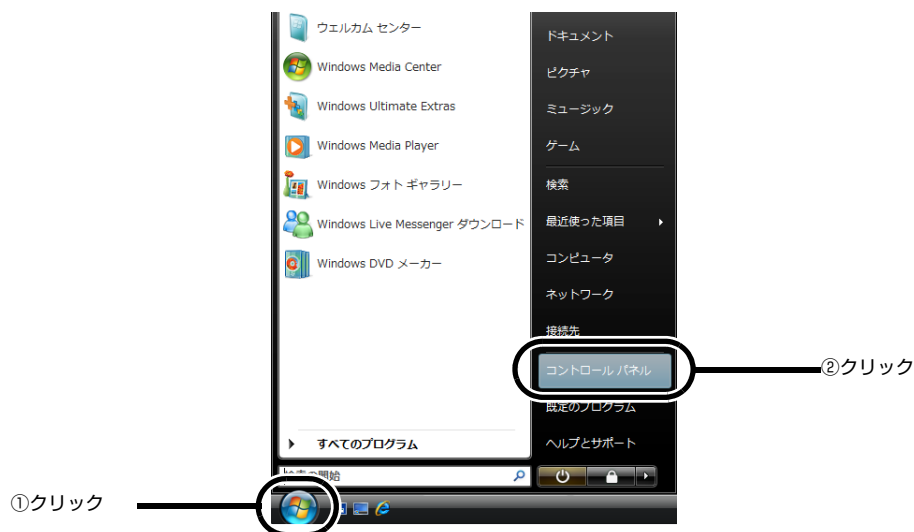 ウェルカム センター
Windows Media Center
Windows Ultimate Extras
Windows Media Player
Windows フォト ギャラリー
Windows Live Messenger ダウンロード
Windows DVD メーカー
すべてのプログラム
検索の開始
ドキュメント
ピクチャ
ミュージック
ゲーム
検索
最近使った項目
コンピュータ
ネットワーク
接続先
コントロール パネル
既定のプログラム
ヘルプとサポート
②クリック
①クリック